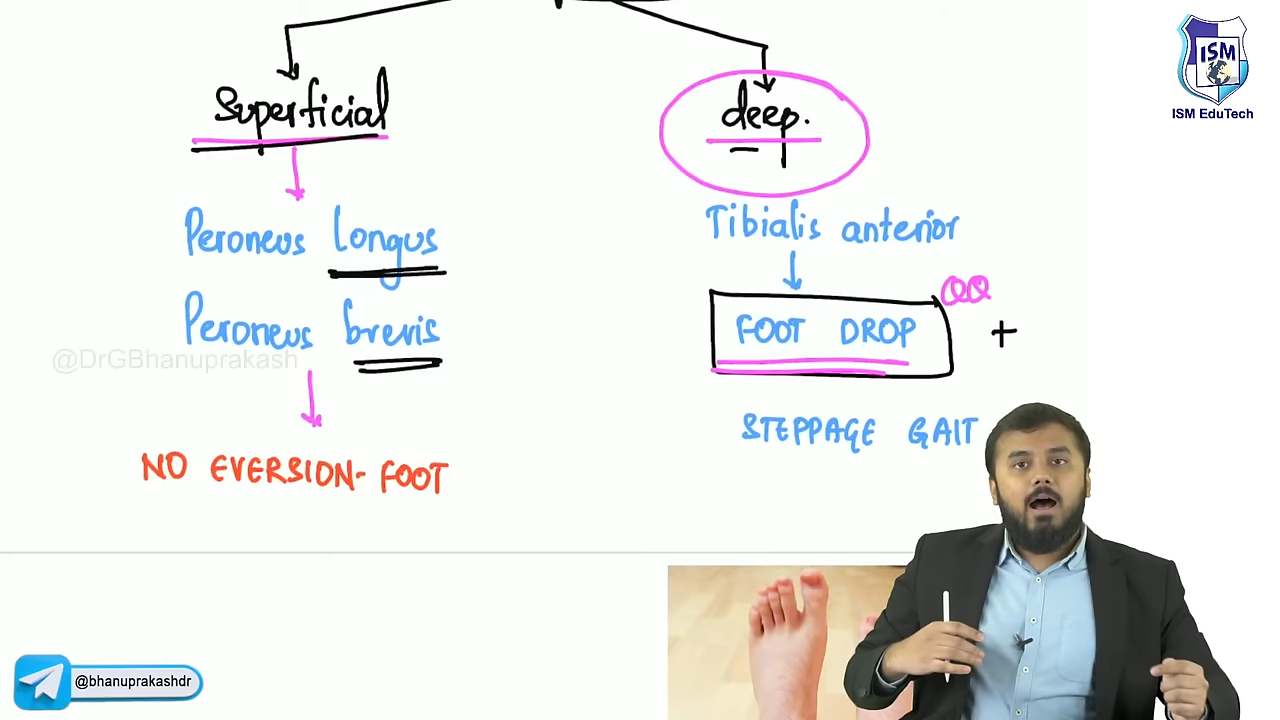 Superficial
deep.
Peroneus longus
Peroneus brevis
NO EVERSION-FOOT
Tibialis anterior
FOOT DROP
+
STEPPAGE GAIT
@DrGBhanuprakash
@bhanuprakashdr
ISM
ISM EduTech